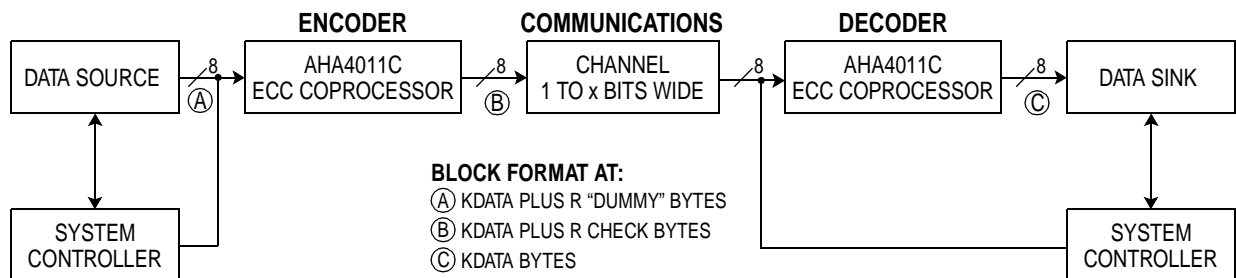 ENCODER
COMMUNICATIONS
DECODER
DATA SOURCE
8
A
AHA4011C
ECC COPROCESSOR
8
B
CHANNEL
1 TO x BITS WIDE
8
AHA4011C
ECC COPROCESSOR
8
C
DATA SINK
BLOCK FORMAT AT:
A KDATA PLUS R “DUMMY” BYTES
B KDATA PLUS R CHECK BYTES
C KDATA BYTES
SYSTEM
CONTROLLER
SYSTEM
CONTROLLER